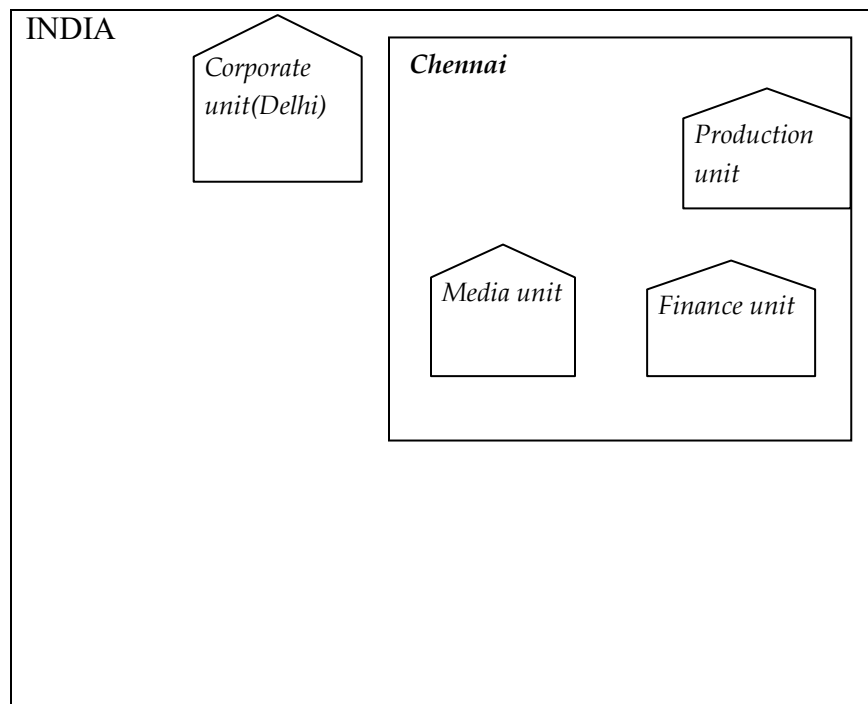 INDIA
Corporate
unit(Delhi)
Chennai
Production
unit
Media unit
Finance unit